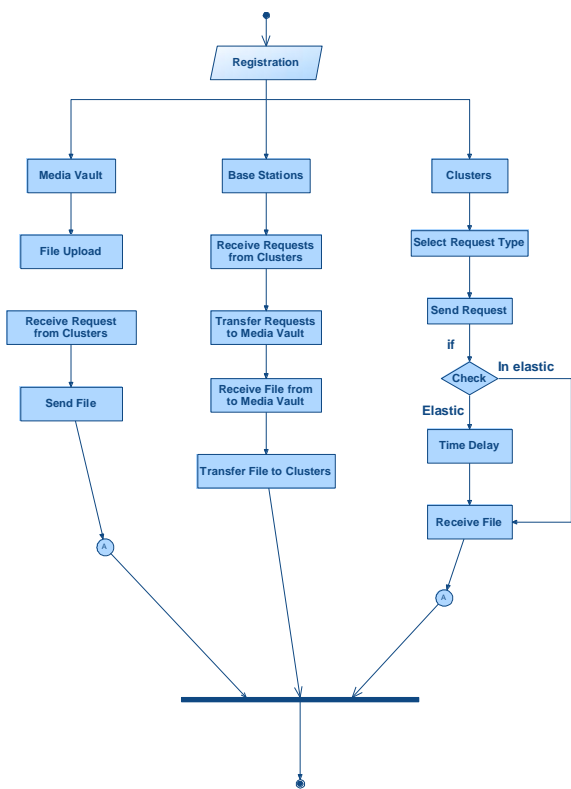 Registration
Media Vault
Base Stations
Clusters
File Upload
Receive Requests
from Clusters
Select Request Type
Receive Request
from Clusters
Transfer Requests
to Media Vault
Send Request
if
In elastic
Check
Send File
Receive File from
to Media Vault
Elastic
Time Delay
Transfer File to Clusters
Receive File
A
A